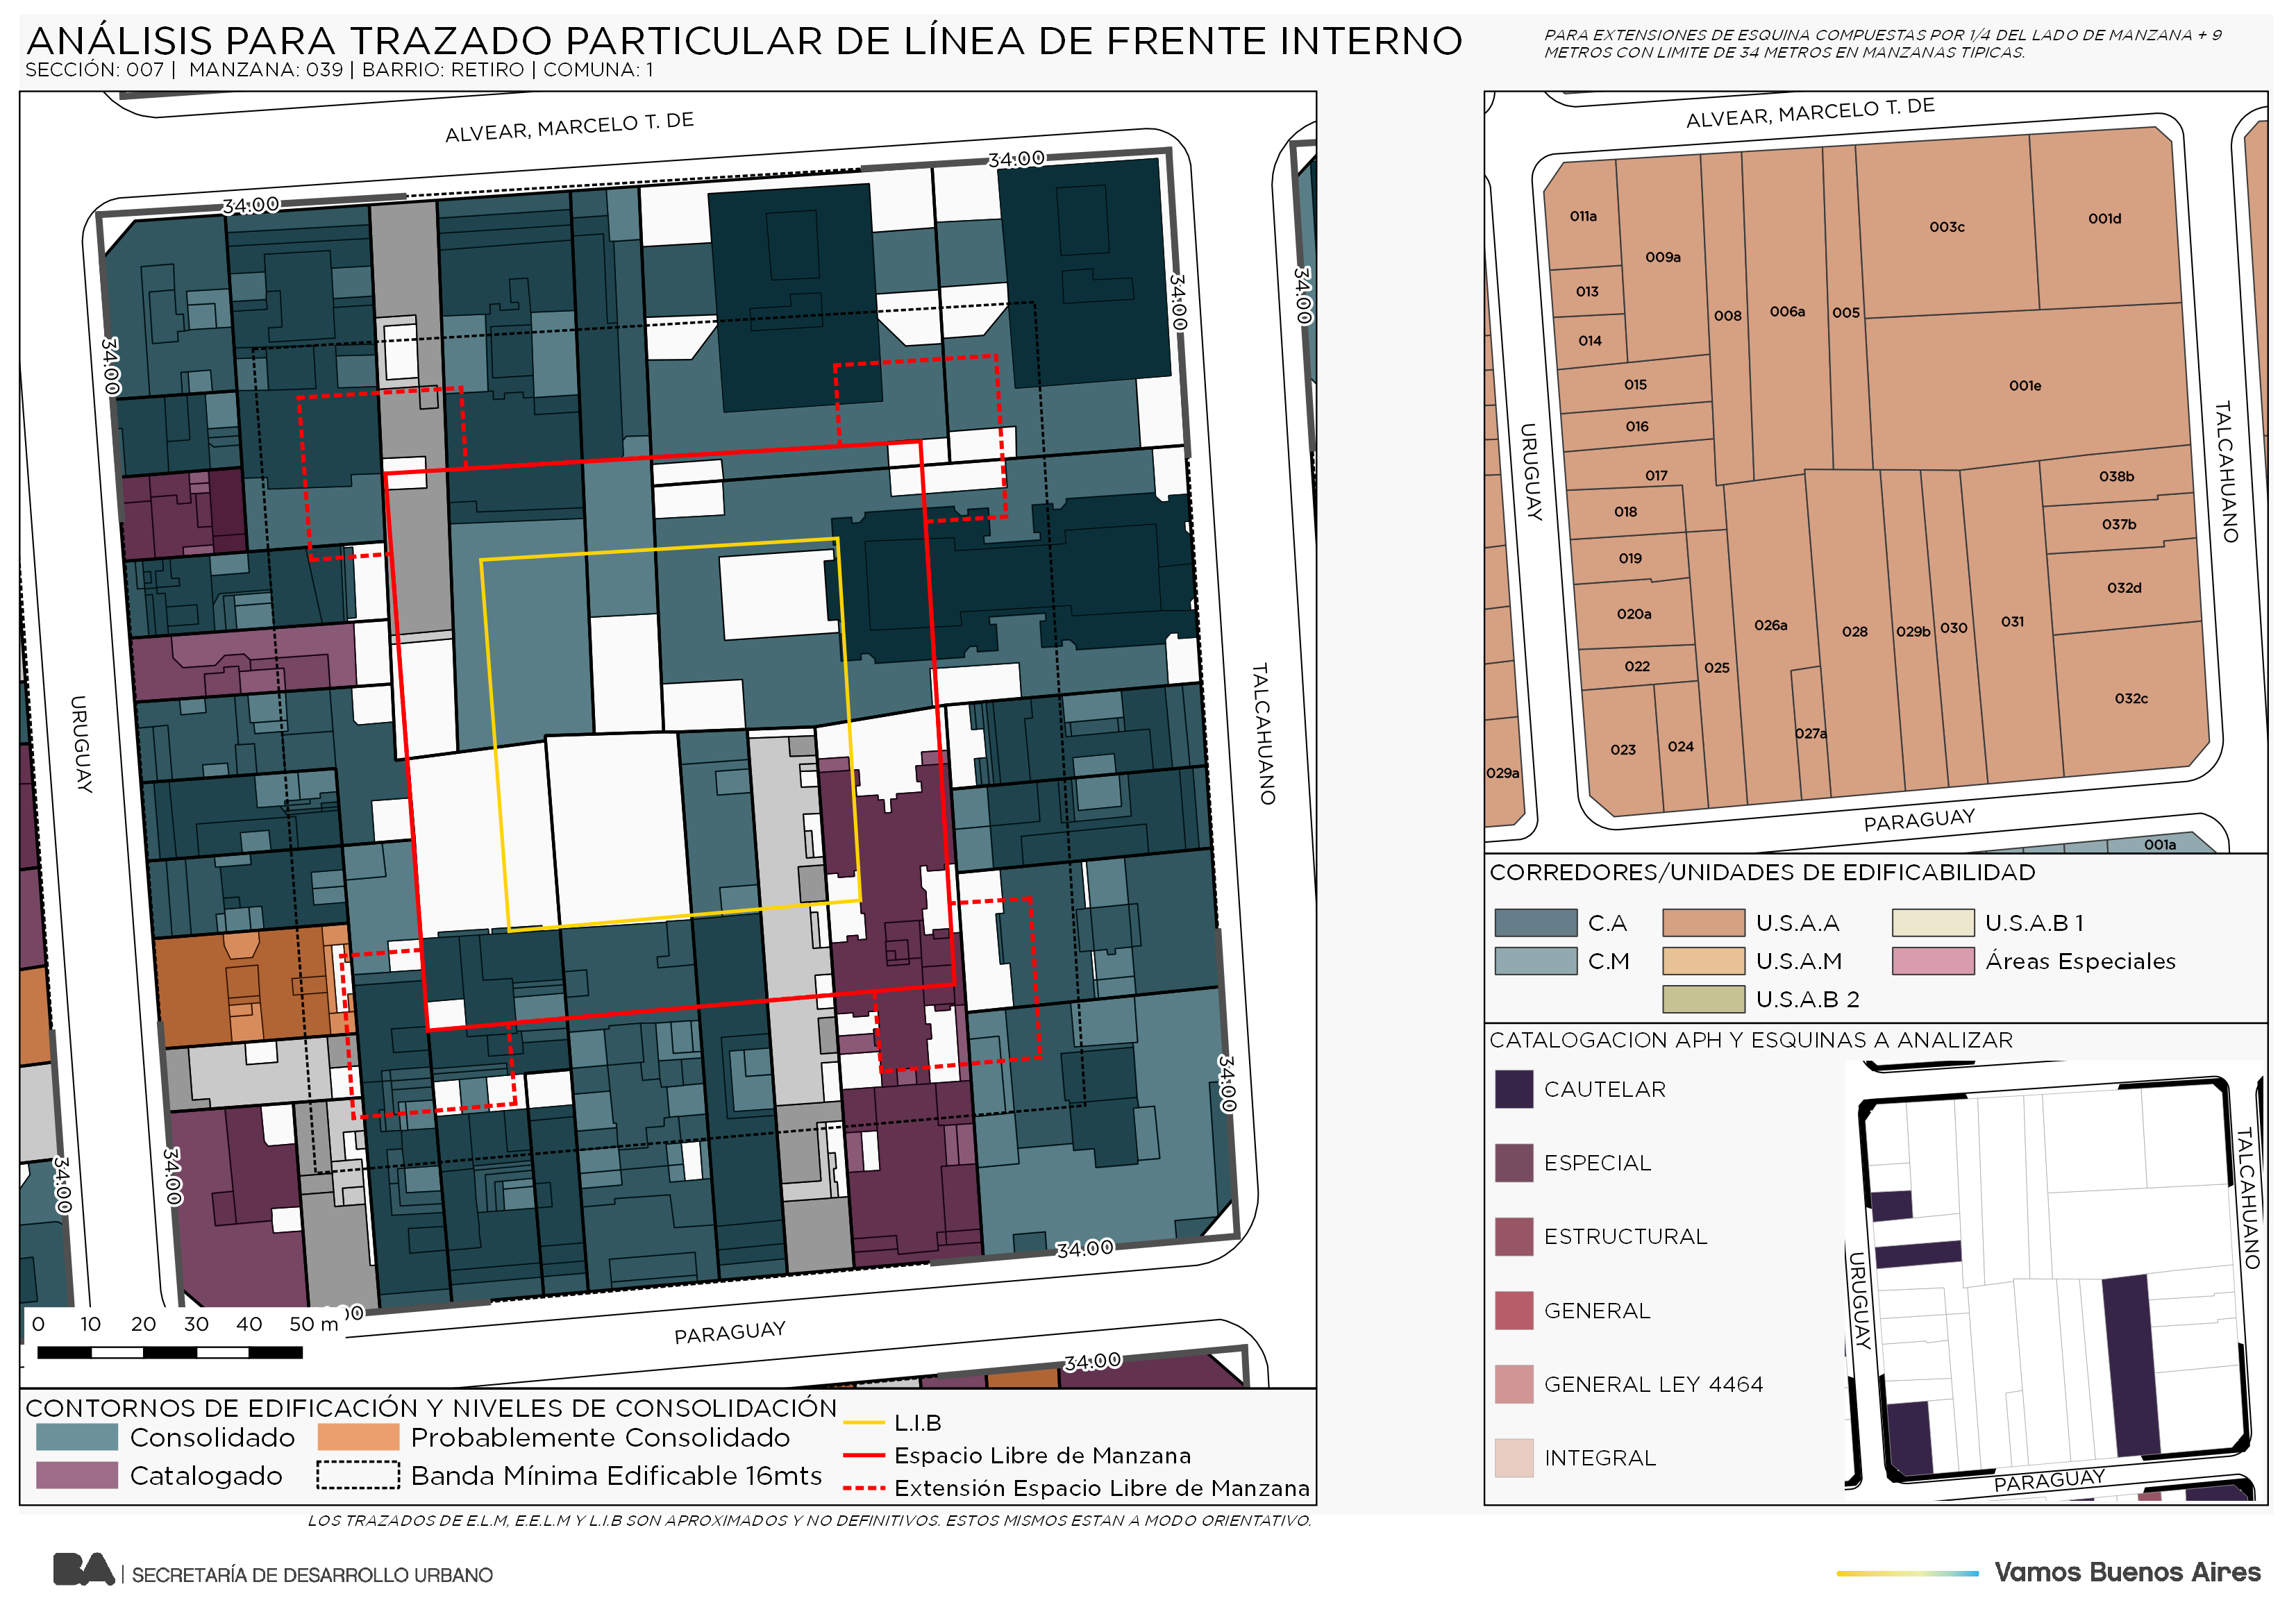 ANÁLISIS PARA TRAZADO PARTICULAR DE LÍNEA DE FRENTE INTERNO
SECCIÓN: 007 | MANZANA: 039 | BARRIO: RETIRO | COMUNA: 1
PARA EXTENSIONES DE ESQUINA COMPUESTAS POR 1/4 DEL LADO DE MANZANA + 9
METROS CON LIMITE DE 34 METROS EN MANZANAS TIPICAS.
ALVEAR, MARCELO T. DE
34.00
34.00
34.00
34.00
34.00
URUGUAY
TALCAHUANO
34.00
34.00
34.00
34.00
PARAGUAY
34.00
0 10 20 30 40 50 m
CONTORNOS DE EDIFICACIÓN Y NIVELES DE CONSOLIDACIÓN
Consolidado
Probablemente Consolidado
Catalogado
Banda Mínima Edificable 16mts
L.I.B
Espacio Libre de Manzana
Extensión Espacio Libre de Manzana
ALVEAR, MARCELO T. DE
011a
009a
003c
001d
013
014
008
006a
005
015
001e
016
017
038b
018
037b
019
032d
020a
026a
028
029b
030
031
022
025
032c
023
024
027a
029a
URUGUAY
TALCAHUANO
PARAGUAY
001a
CORREDORES/UNIDADES DE EDIFICABILIDAD
C.A
U.S.A.A
U.S.A.B 1
C.M
U.S.A.M
Áreas Especiales
U.S.A.B 2
CATALOGACION APH Y ESQUINAS A ANALIZAR
CAUTELAR
ESPECIAL
ESTRUCTURAL
GENERAL
GENERAL LEY 4464
INTEGRAL
TALCAHUANO
URUGUAY
PARAGUAY
LOS TRAZADOS DE E.L.M, E.E.L.M Y L.I.B SON APROXIMADOS Y NO DEFINITIVOS. ESTOS MISMOS ESTAN A MODO ORIENTATIVO.
BA | SECRETARÍA DE DESARROLLO URBANO
Vamos Buenos Aires